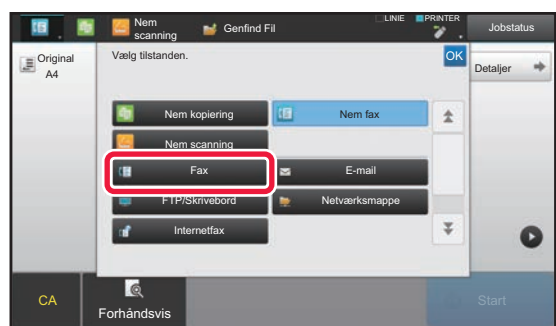 Nem
scanning
Genfind Fil
LINIE
PRINTER
Jobstatus
Original
A4
Vælg tilstanden.
OK
Detaljer
Nem kopiering
Nem fax
Nem scanning
Fax
E-mail
FTP/Skrivebord
Netværksmappe
Internetfax
CA
Forhåndsvis
Start